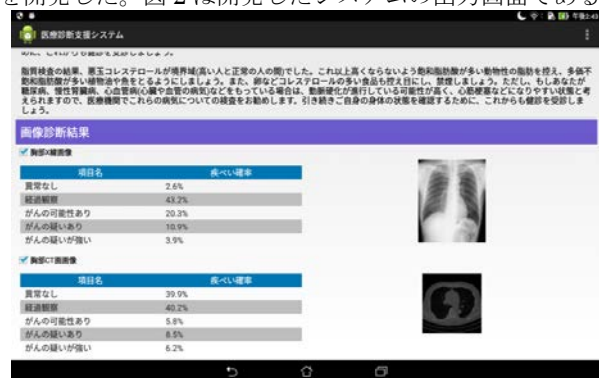 を開発した。図2は開発したシステムの出力画面である
午後2:43
医療診断支援システム
脂質検査の結果、悪玉コレステロールが境界域(高い人と正常の人の間)でした。これ以上高くならないよう飽和脂肪酸が多い動物性の脂肪を控え、多価不
飽和脂肪酸が多い植物油や魚をとるようにしましょう。また、卵などコレステロールの多い食品も控え目にし、禁煙しましょう。ただし、もしあなたが
糖尿病、慢性腎臓病、心血管病(心臓や血管の病気)などをもっている場合は、動脈硬化が進行している可能性が高く、心筋梗塞などになりやすい状態と考
えられますので、医療機関でこれらの病気についての検査をお勧めします。引き続きご自身の身体の状態を確認するために、これからも健診を受診しま
しょう。
画像診断結果
胸部X線画像
項目名 疾ぺい確率
異常なし 2.6%
経過観察 43.2%
がんの可能性あり 20.3%
がんの疑いあり 10.9%
がんの疑いが強い 3.9%
胸部CT画像
項目名 疾ぺい確率
異常なし 39.9%
経過観察 40.2%
がんの可能性あり 5.8%
がんの疑いあり 8.5%
がんの疑いが強い 6.2%